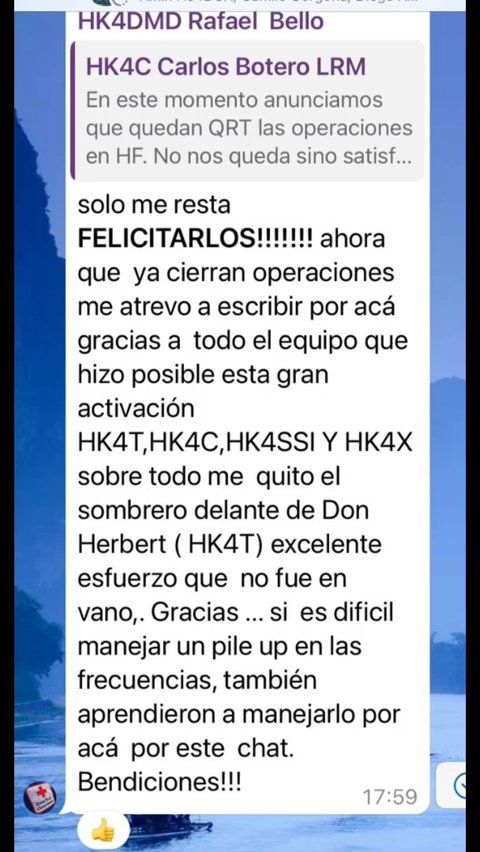 HK4DMD Rafael Bello
HK4C Carlos Botero LRM
En este momento anunciamos
que quedan QRT las operaciones
en HF. No nos queda sino satisf...
solo me resta
FELICITARLOS!!!!!!! ahora
que ya cierran operaciones
me atrevo a escribir por acá
gracias a todo el equipo que
hizo posible esta gran
activación
HK4T,HK4C,HK4SSI Y HK4X
sobre todo me quito el
sombrero delante de Don
Herbert ( HK4T) excelente
esfuerzo que no fue en
vano,. Gracias ... si es dificil
manejar un pile up en las
frecuencias, también
aprendieron a manejarlo por
acá por este chat.
Bendiciones!!!
17:59